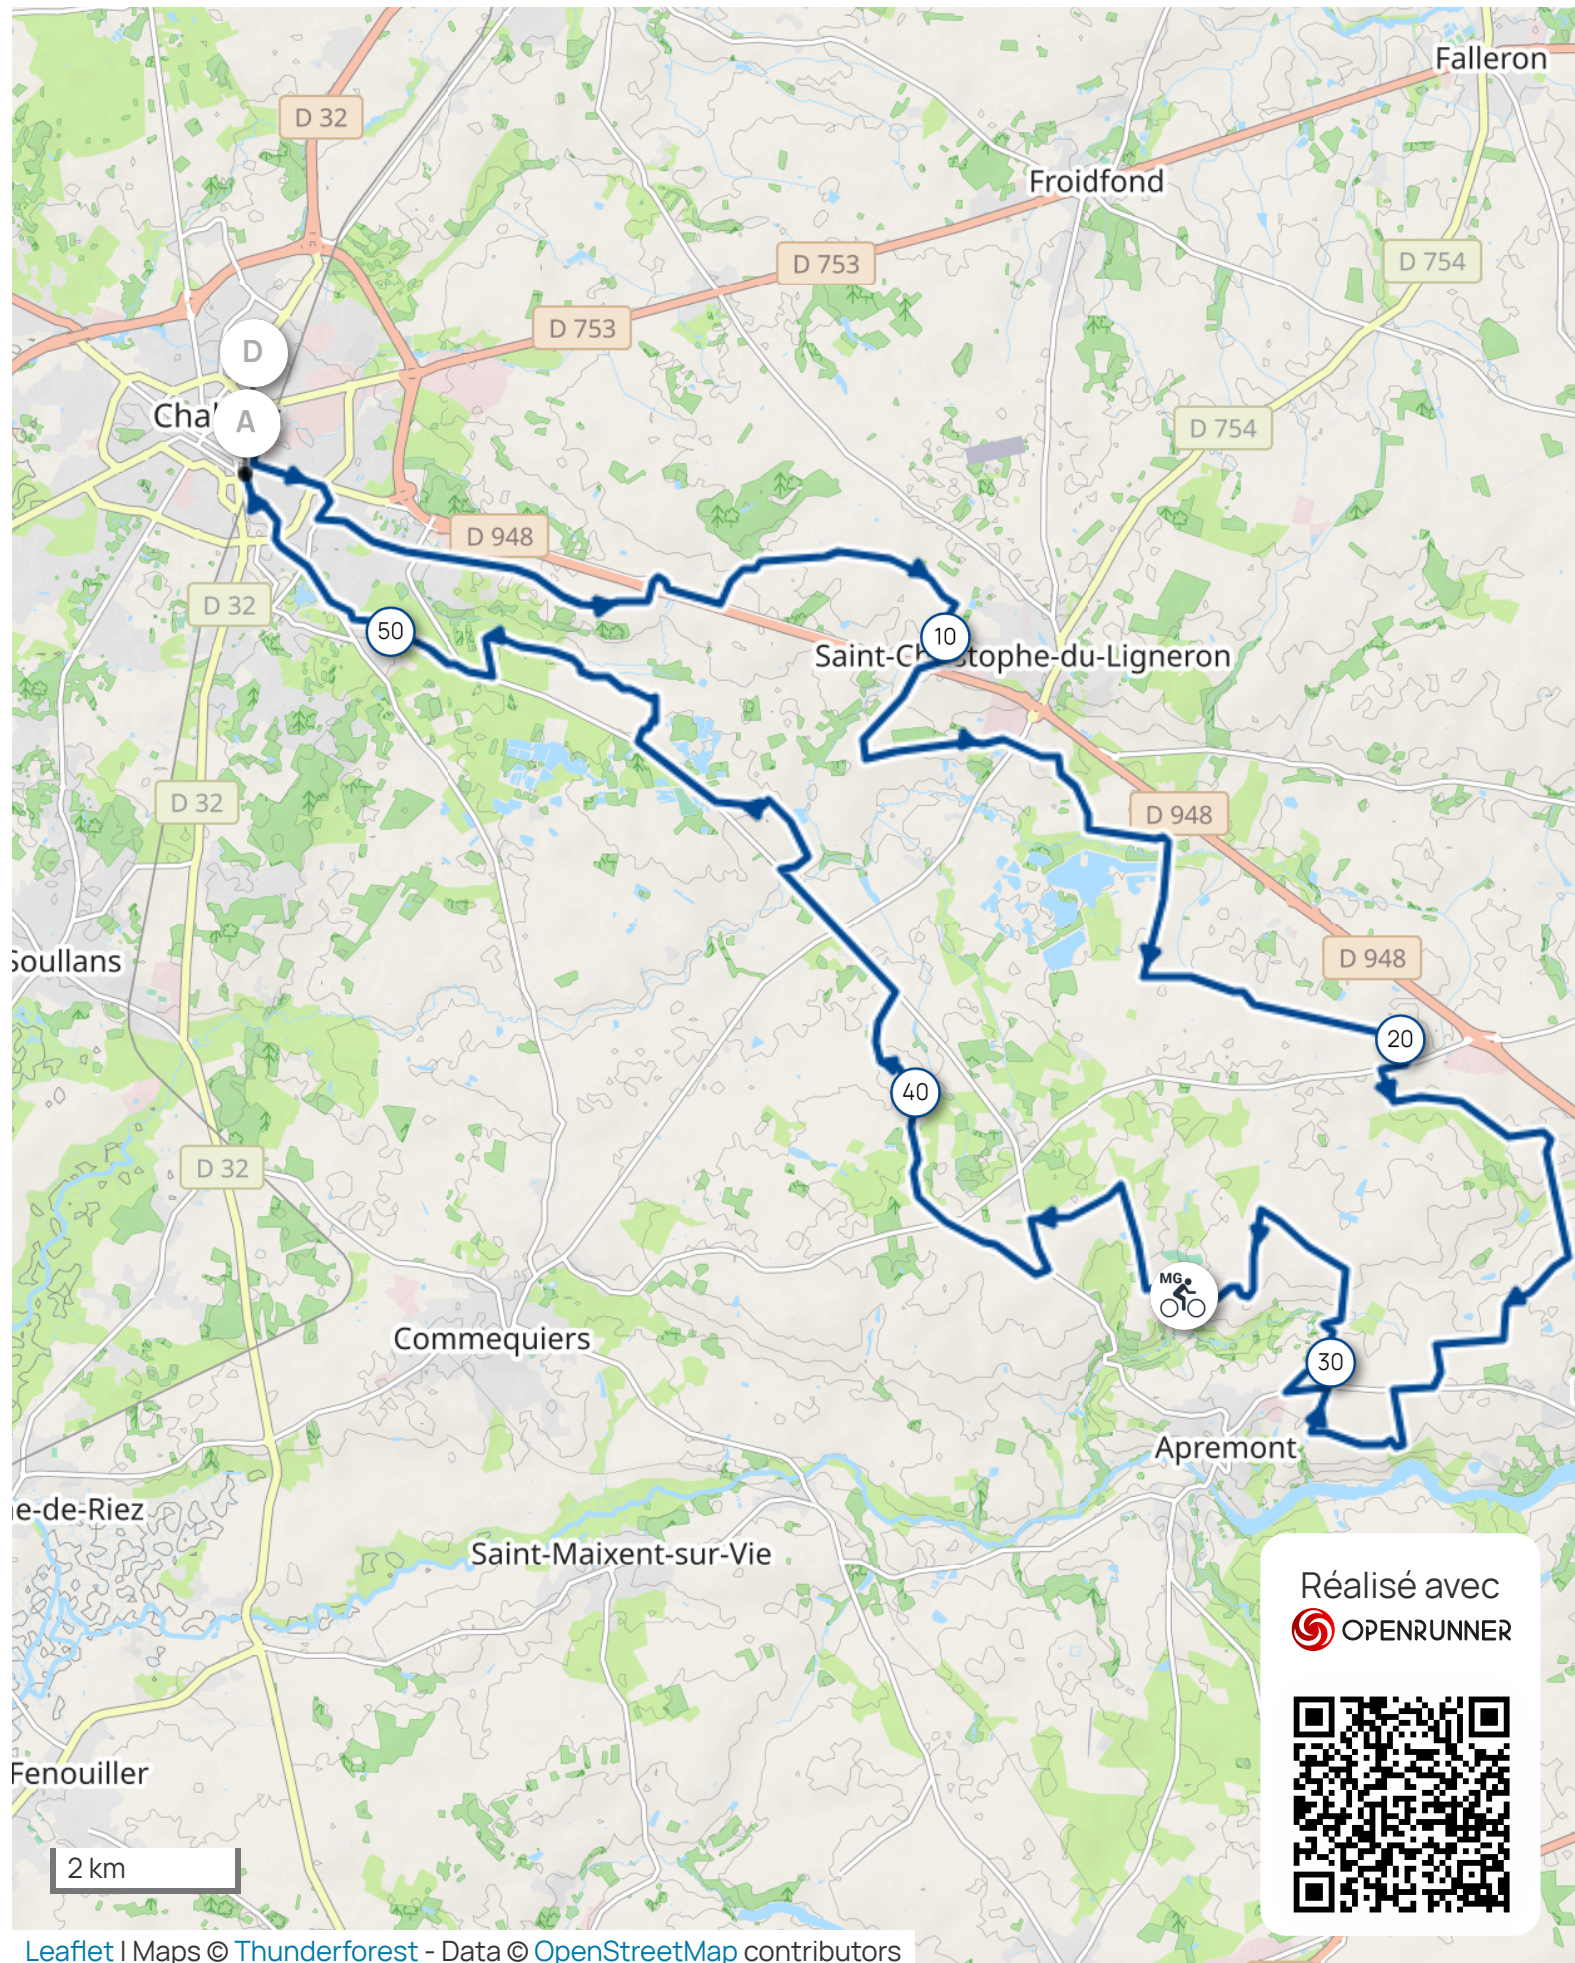 Falleron
D 32
Froidfond
D 753
D 754
D 753
D
Chal
A
D 754
D 948
D 32
50
10
Saint-Ch stophe-du-Ligneron
D 32
D 948
Soullans
D 948
20
40
D 32
MG
Commequiers
30
Apremont
e-de-Riez
Saint-Maixent-sur-Vie
Réalisé avec
OPENRUNNER
Fenouiller
2 km
Leaflet | Maps © Thunderforest - Data © OpenStreetMap contributors